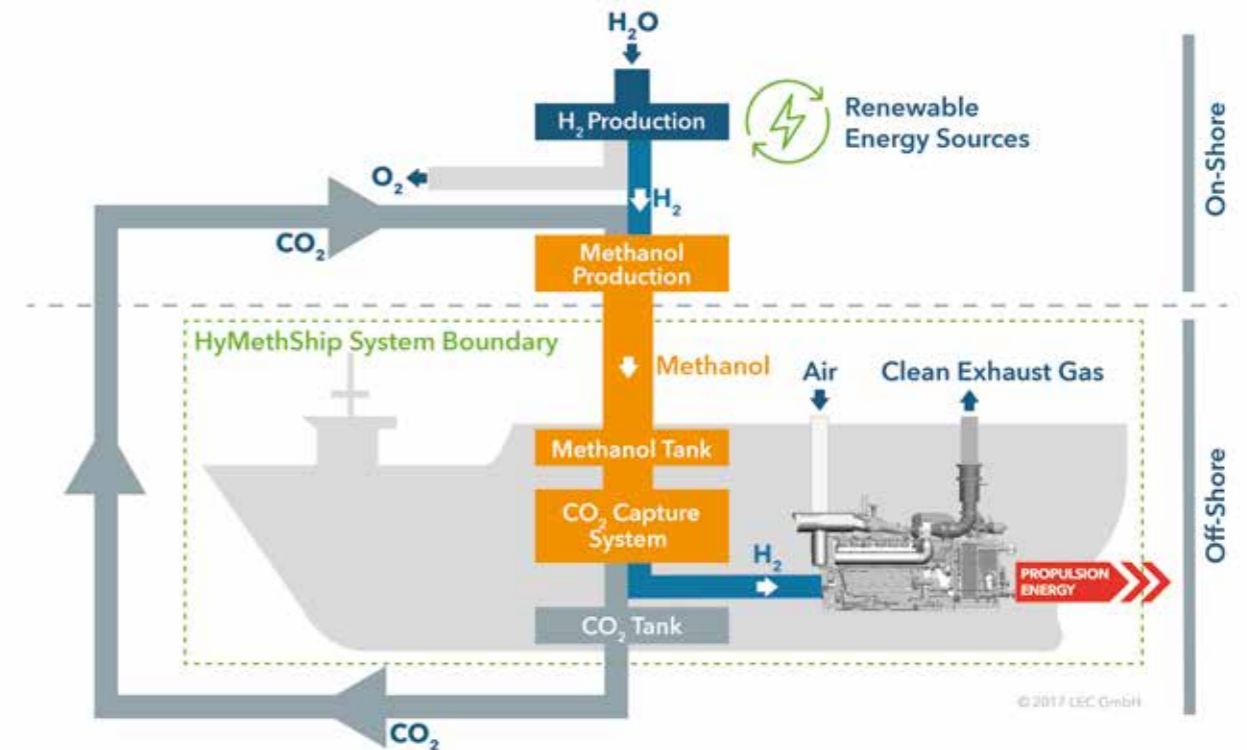 H₂O
H₂ Production
Renewable
Energy Sources
O₂
H₂
CO₂
Methanol
Production
On-Shore
HyMethShip System Boundary
Methanol
Air
Clean Exhaust Gas
Methanol Tank
CO₂ Capture
System
H₂
PROPULSION
ENERGY
CO₂ Tank
Off-Shore
© 2017 LEC GmbH
CO₂